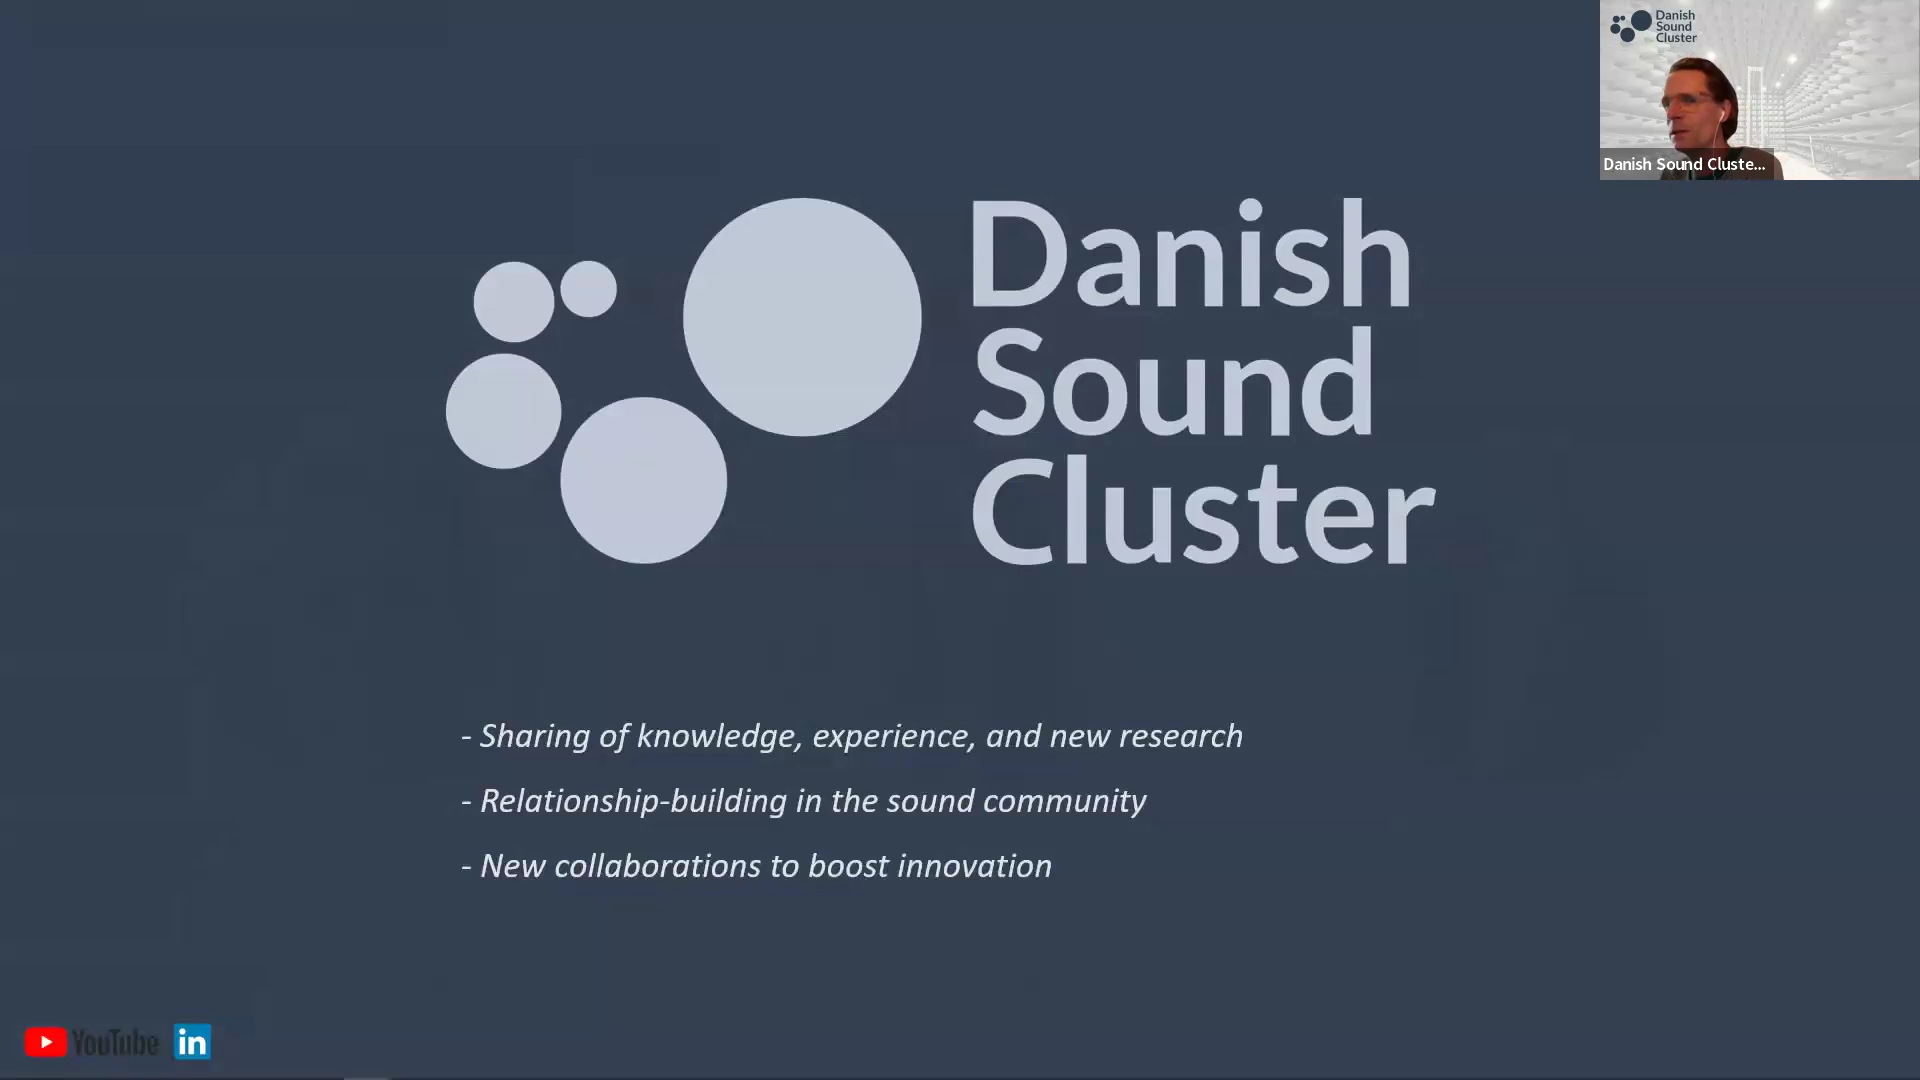 Danish
Sound
Cluster
Danish Sound Cluste...
Danish
Sound
Cluster
- Sharing of knowledge, experience, and new research
- Relationship-building in the sound community
- New collaborations to boost innovation
YouTube in